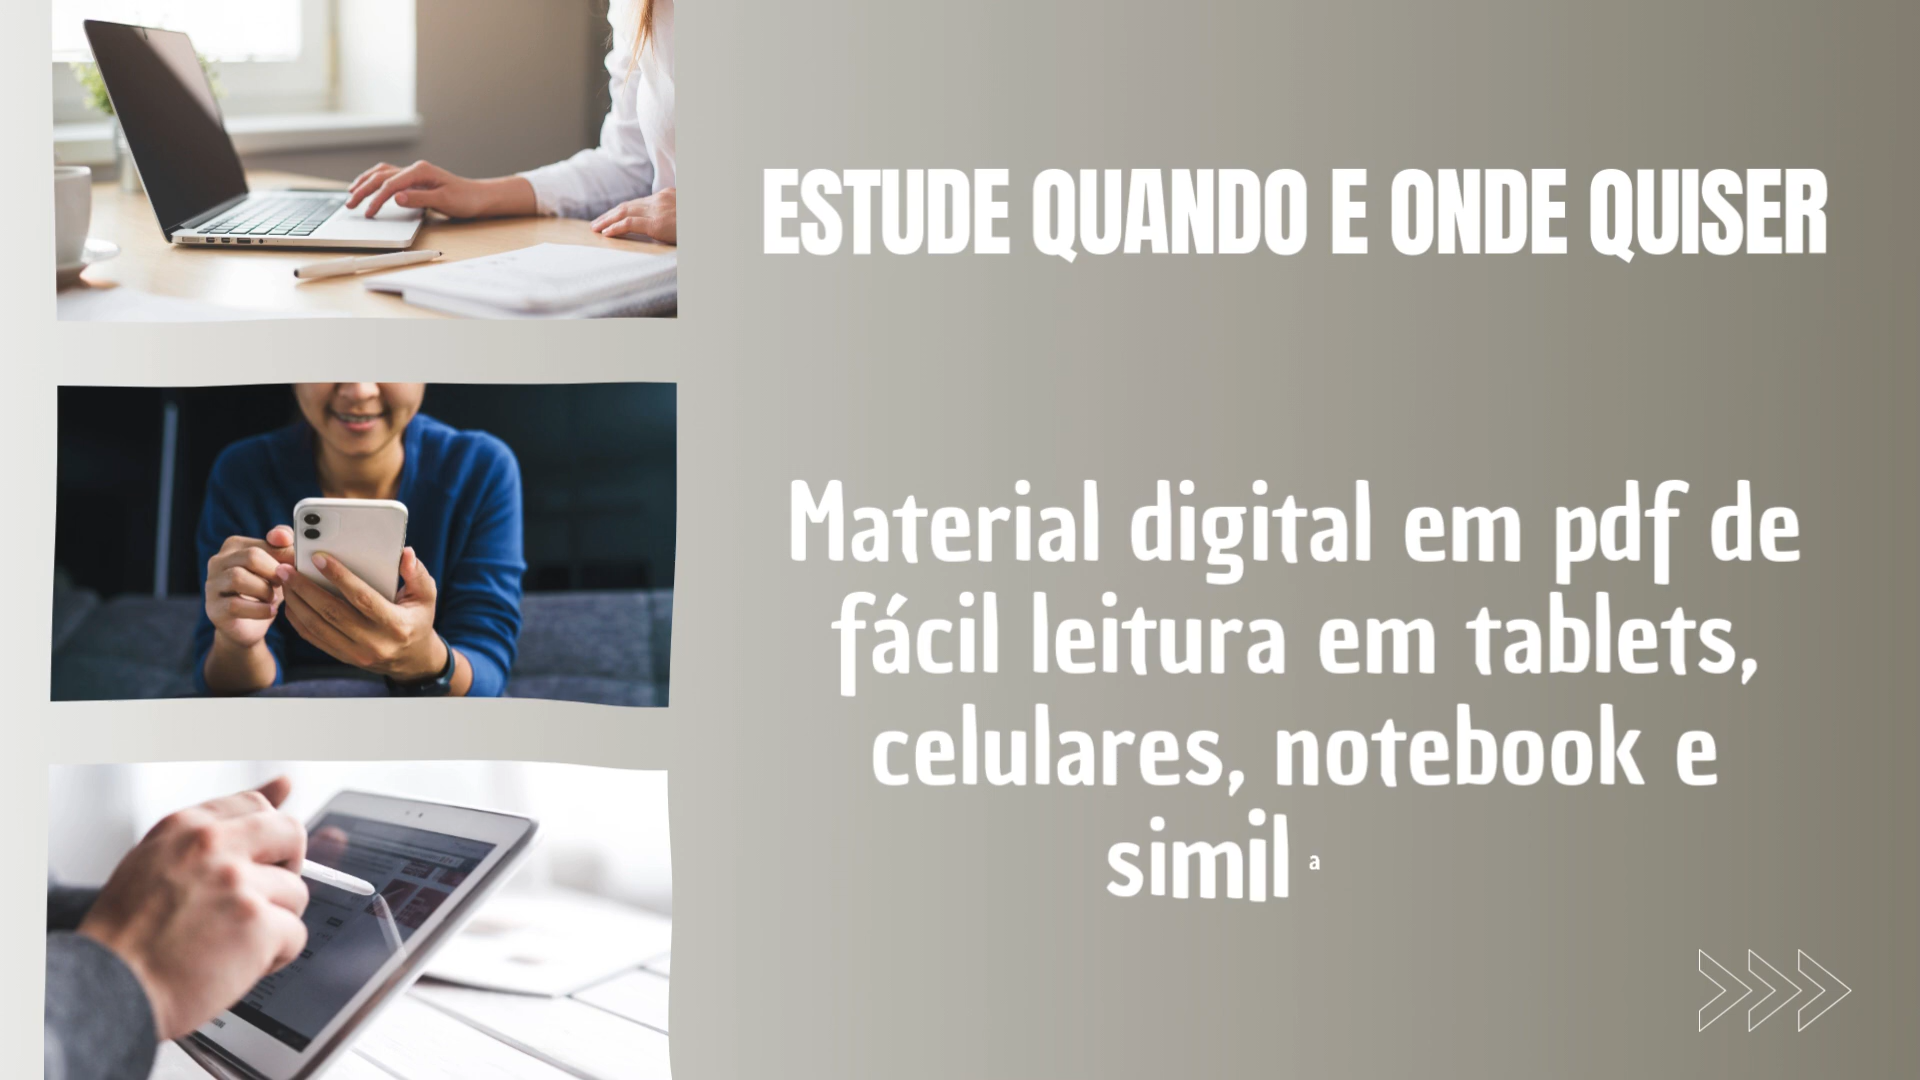 ESTUDE QUANDO E ONDE QUISER
Material digital em pdf de
fácil leitura em tablets,
celulares, notebook e
simil a